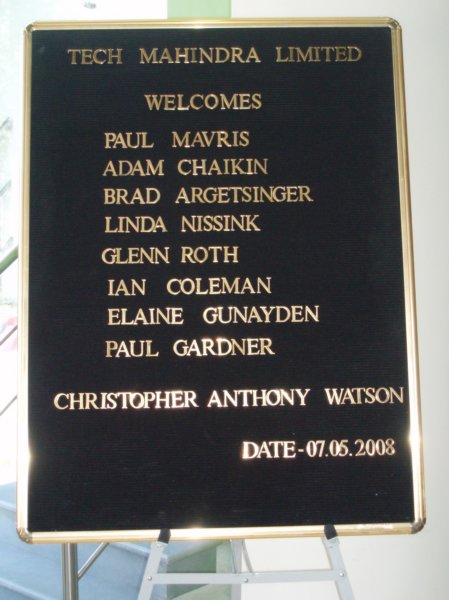 TECH MAHINDRA LIMITED
WELCOMES
PAUL MAVRIS
ADAM CHAIKIN
BRAD ARGETSINGER
LINDA NISSINK
GLENN ROTH
IAN COLEMAN
ELAINE GUNAYDEN
PAUL GARDNER
CHRISTOPHER ANTHONY WATSON
DATE-07.05.2008